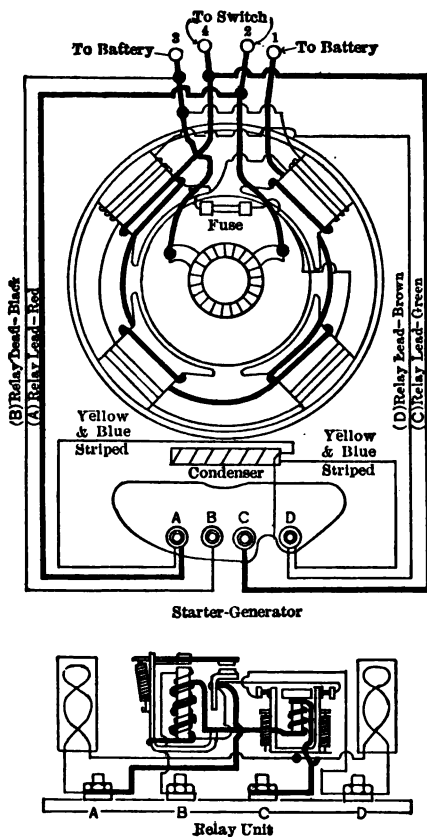 To Switch
3 4 2 1
To Battery
To Battery
Fuse
(B) Relay Lead-Black
(A) Relay Lead-Red
(D) Relay Lead-Brown
(C) Relay Lead-Green
Yellow
& Blue
Striped
Yellow
& Blue
Striped
Condenser
A B C D
Starter-Generator
A B C D
Relay Unit